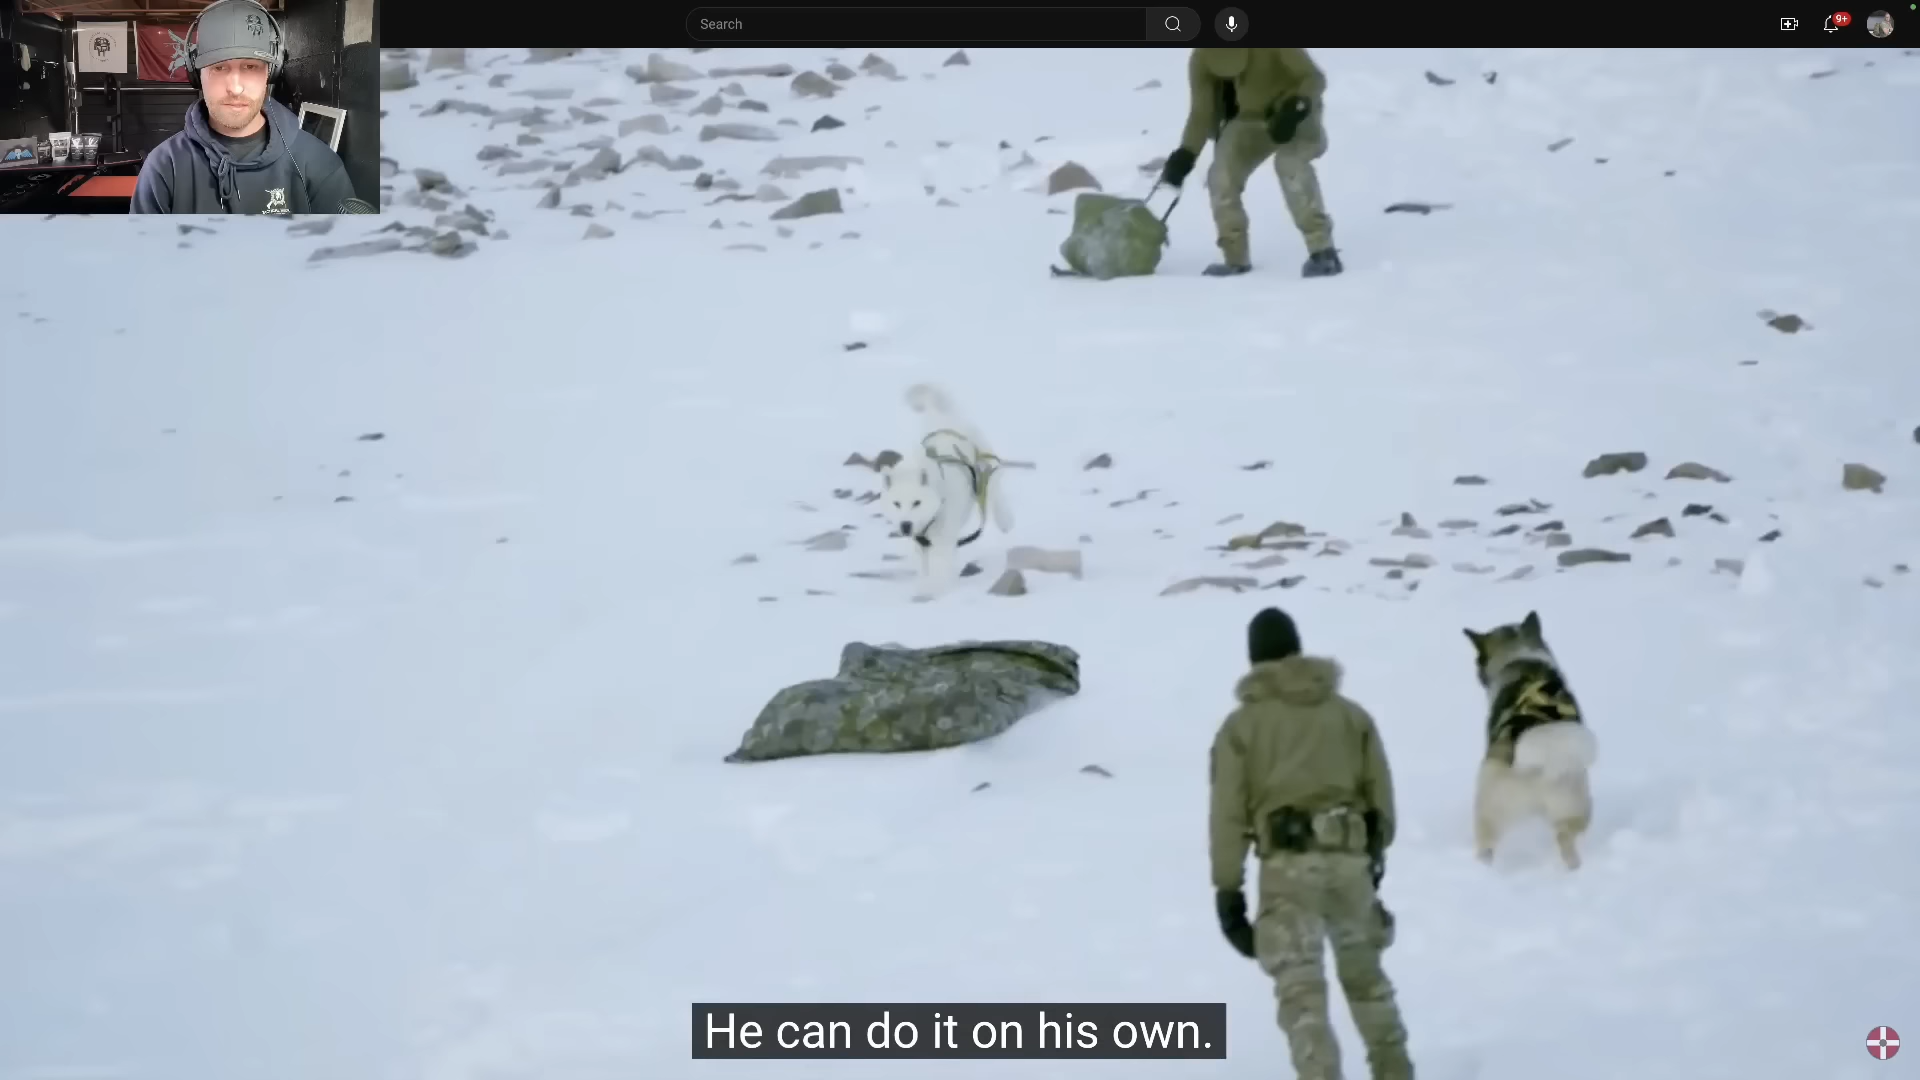 Search
9+
He can do it on his own.